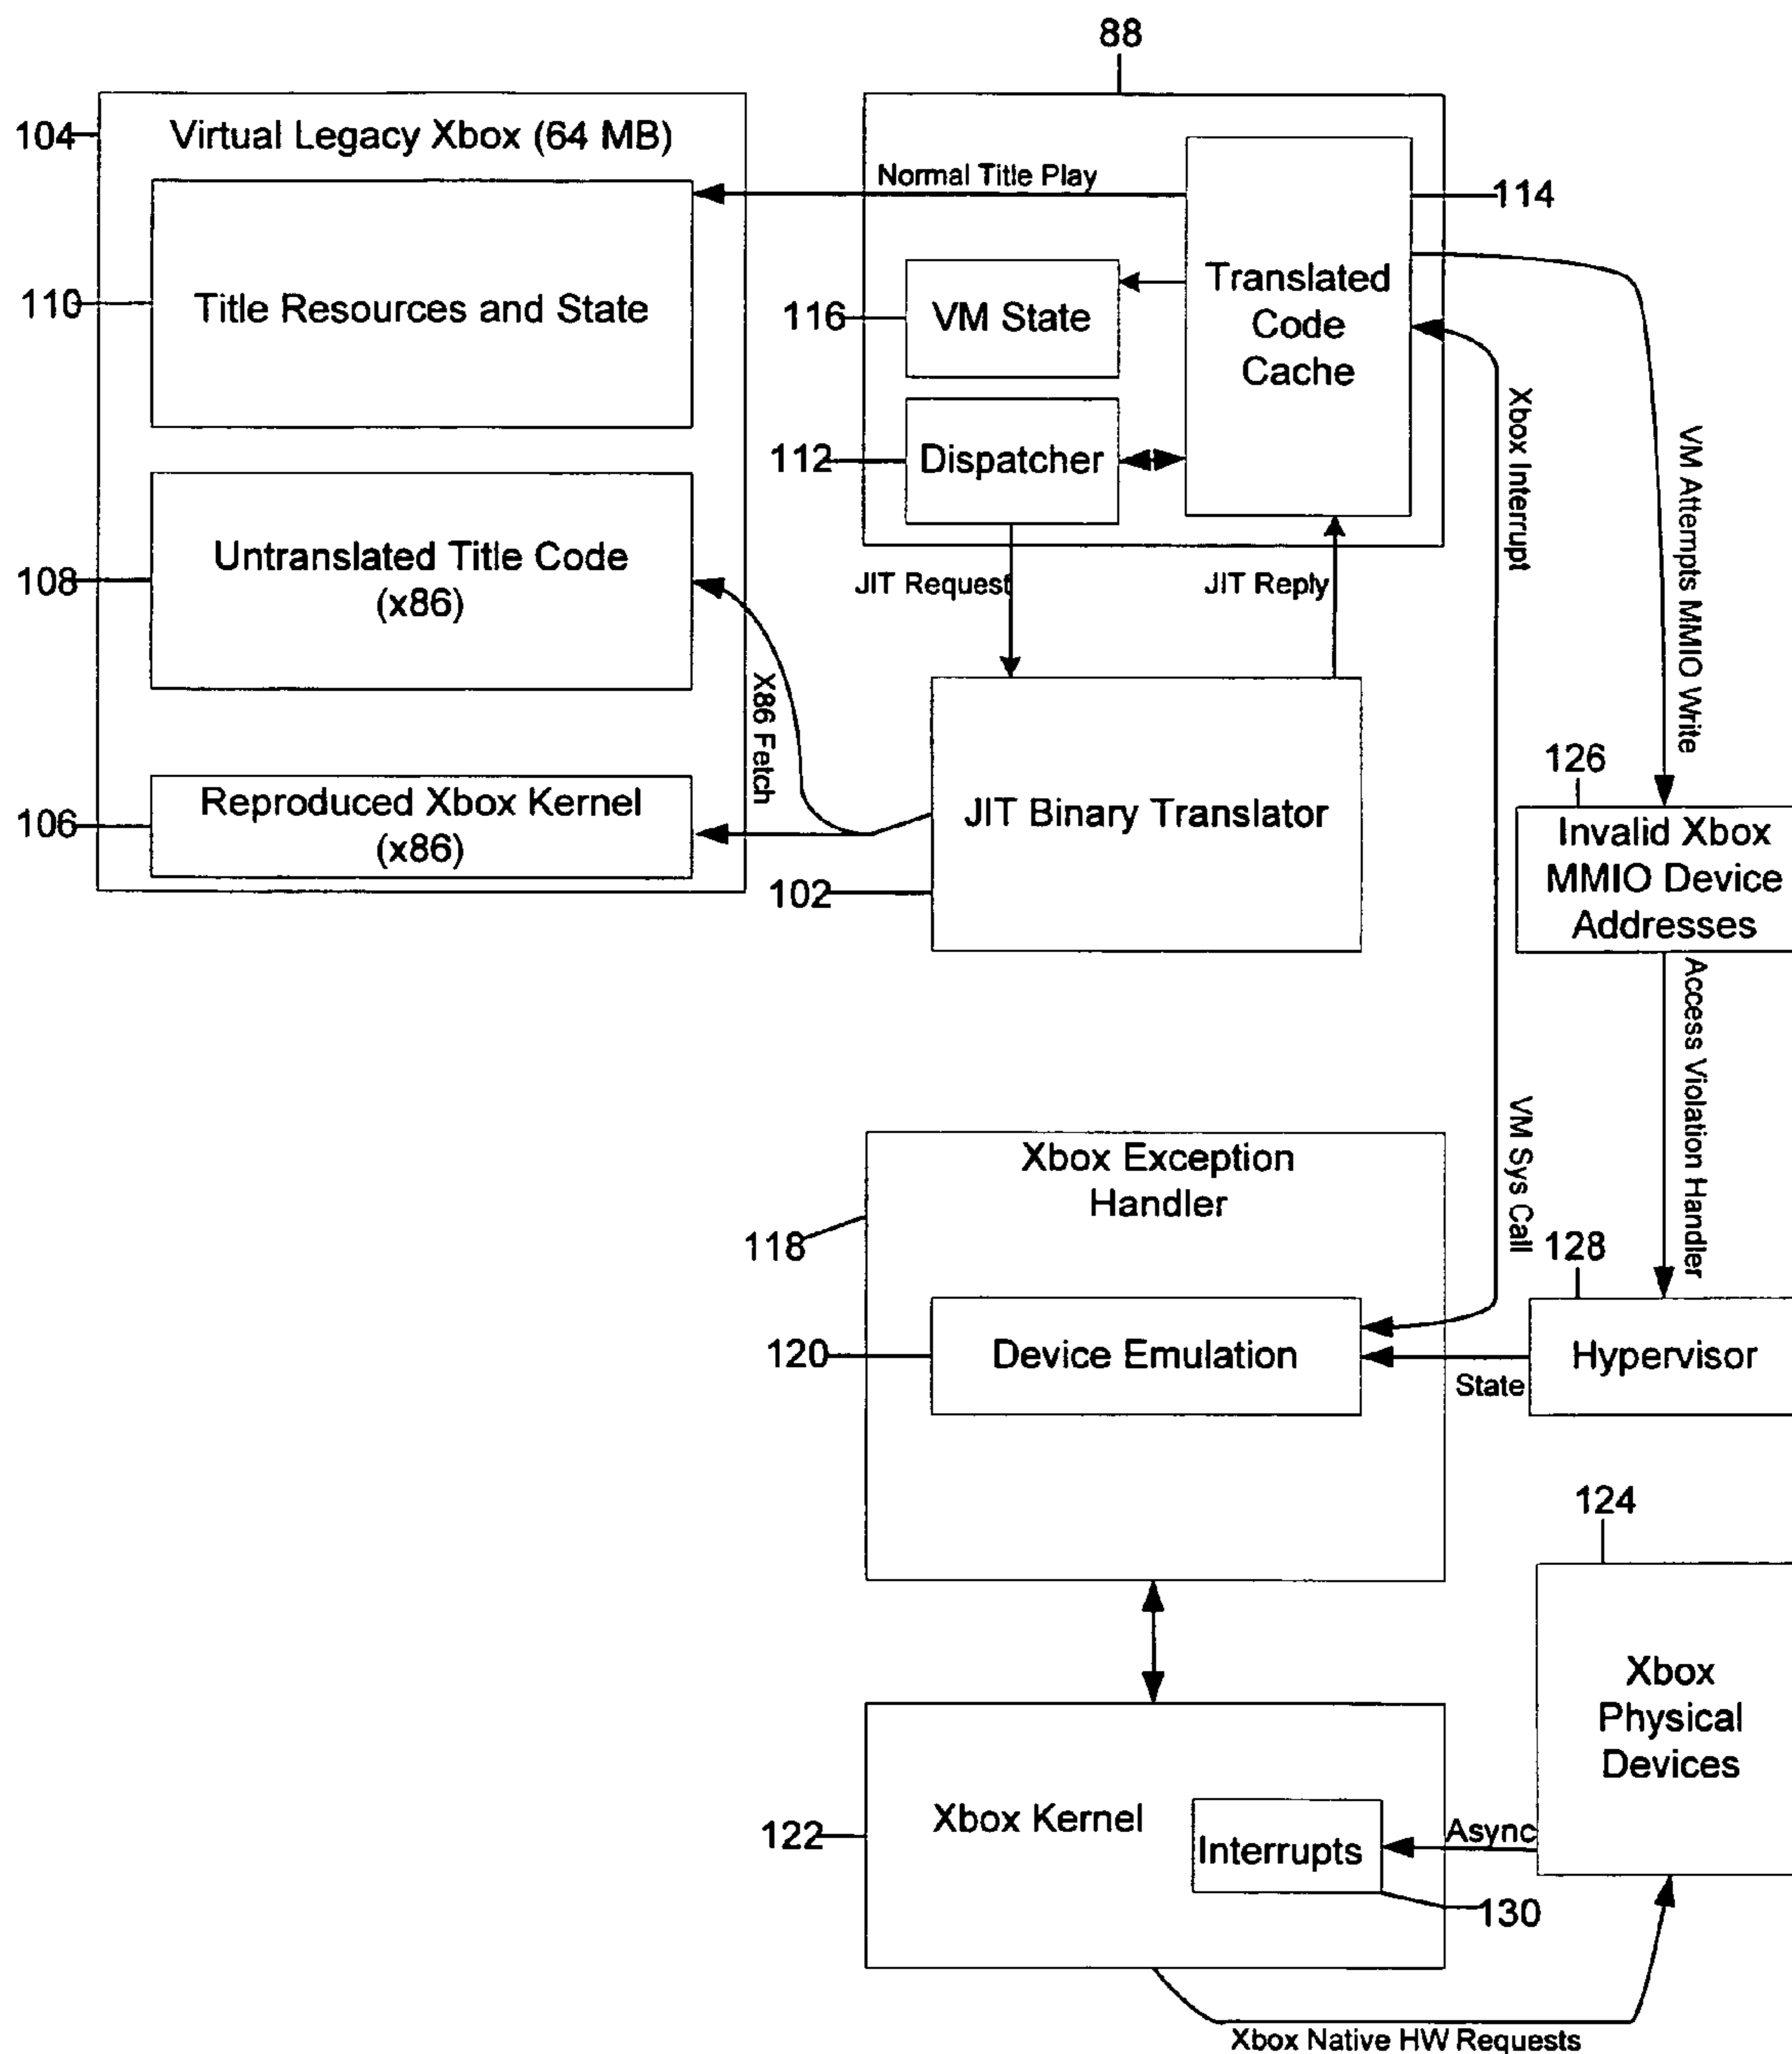 88
104
Virtual Legacy Xbox (64 MB)
Normal Title Play
114
110
Title Resources and State
116
VM State
Translated
Code
Cache
112
Dispatcher
Xbox Interrupt
VM Attempts MMIO Write
108
Untranslated Title Code
(x86)
JIT Request
JIT Reply
X86 Fetch
106
Reproduced Xbox Kernel
(x86)
JIT Binary Translator
102
126
Invalid Xbox
MMIO Device
Addresses
Access Violation Handler
VM Sys Call
Xbox Exception
Handler
118
128
120
Device Emulation
State
Hypervisor
124
Xbox
Physical
Devices
122
Xbox Kernel
Interrupts
Async
130
Xbox Native HW Requests